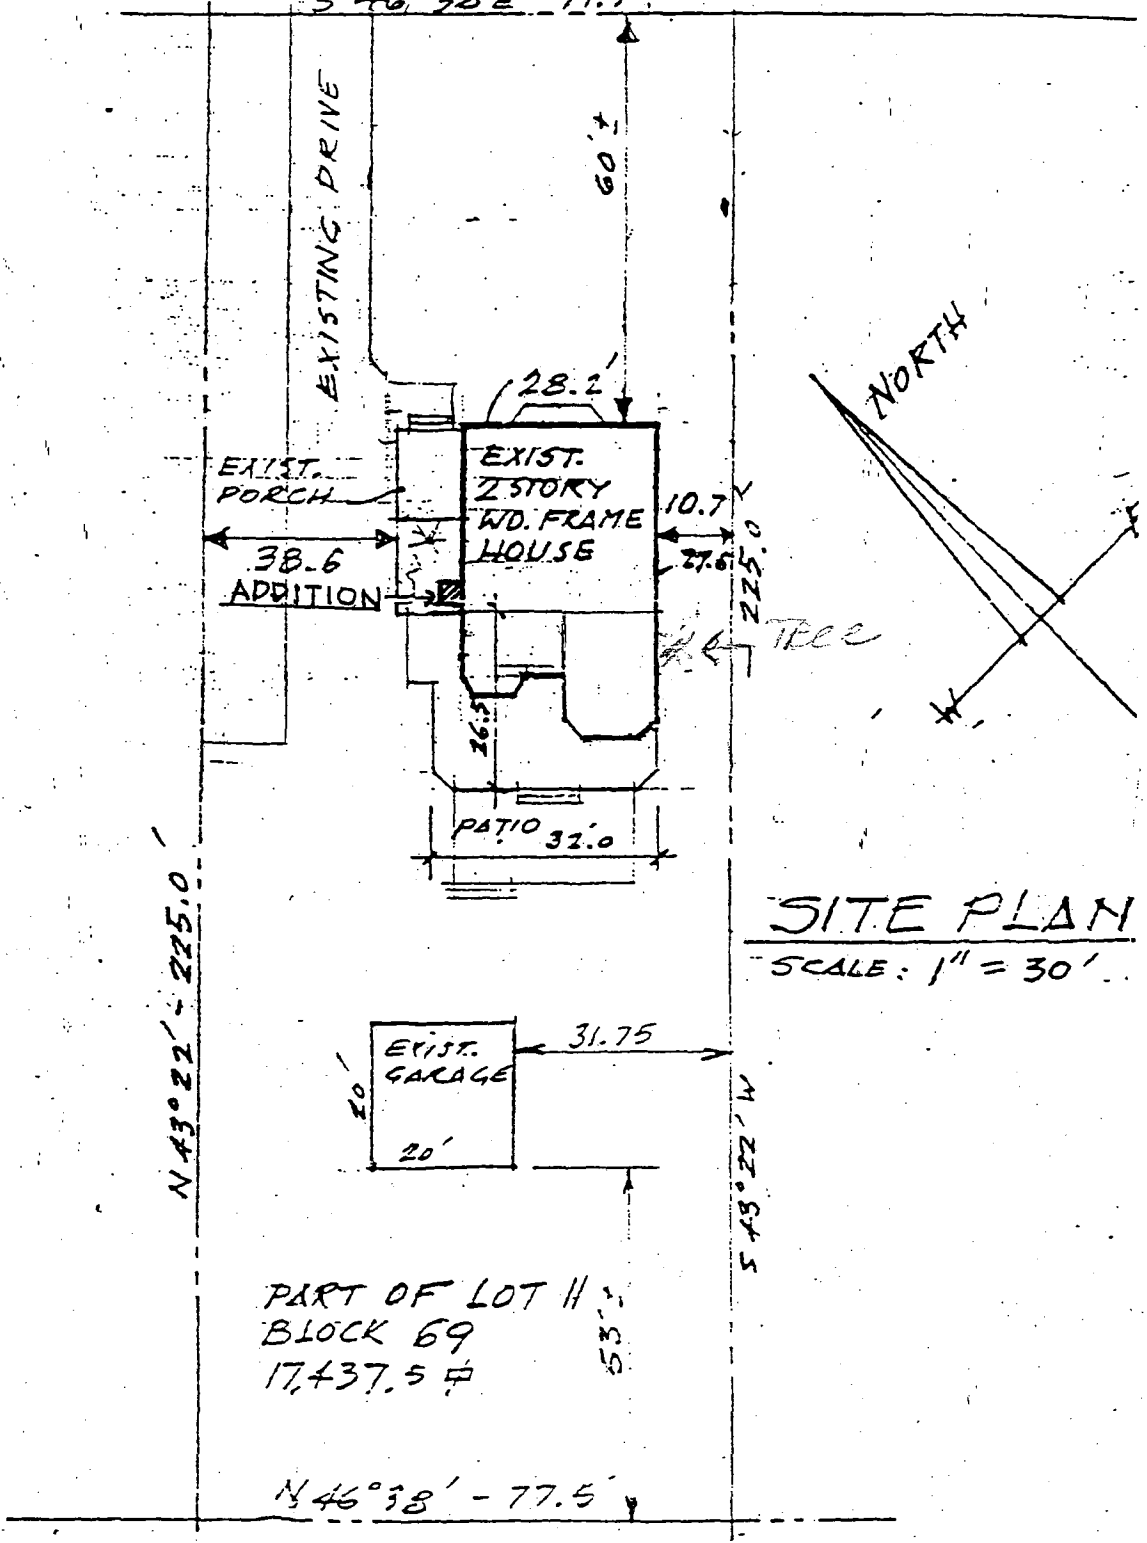 EXISTING DRIVE
60'±
NORTH
28.2'
EXIST.
2 STORY
WD. FRAME
HOUSE
EXIST.
PORCH
10.7
27.6
38.6
ADDITION
225.0'
TREE
26.5
PATIO
32.0
W
SITE PLAN
SCALE: 1" = 30'
N 43° 22' - 225.0'
EXIST.
GARAGE
31.75
20'
20'
S 43° 22' W
53'±
PART OF LOT H
BLOCK 69
17,437.5
N 46° 38' - 77.5'